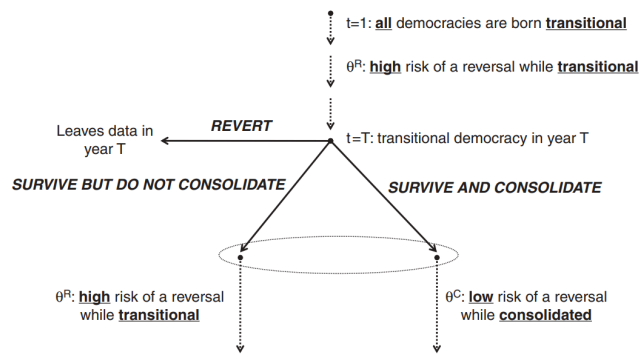 t=1: all democracies are born transitional
θR: high risk of a reversal while transitional
REVERT
Leaves data in
year T
t=T: transitional democracy in year T
SURVIVE BUT DO NOT CONSOLIDATE
SURVIVE AND CONSOLIDATE
θR: high risk of a reversal
while transitional
θC: low risk of a reversal
while consolidated